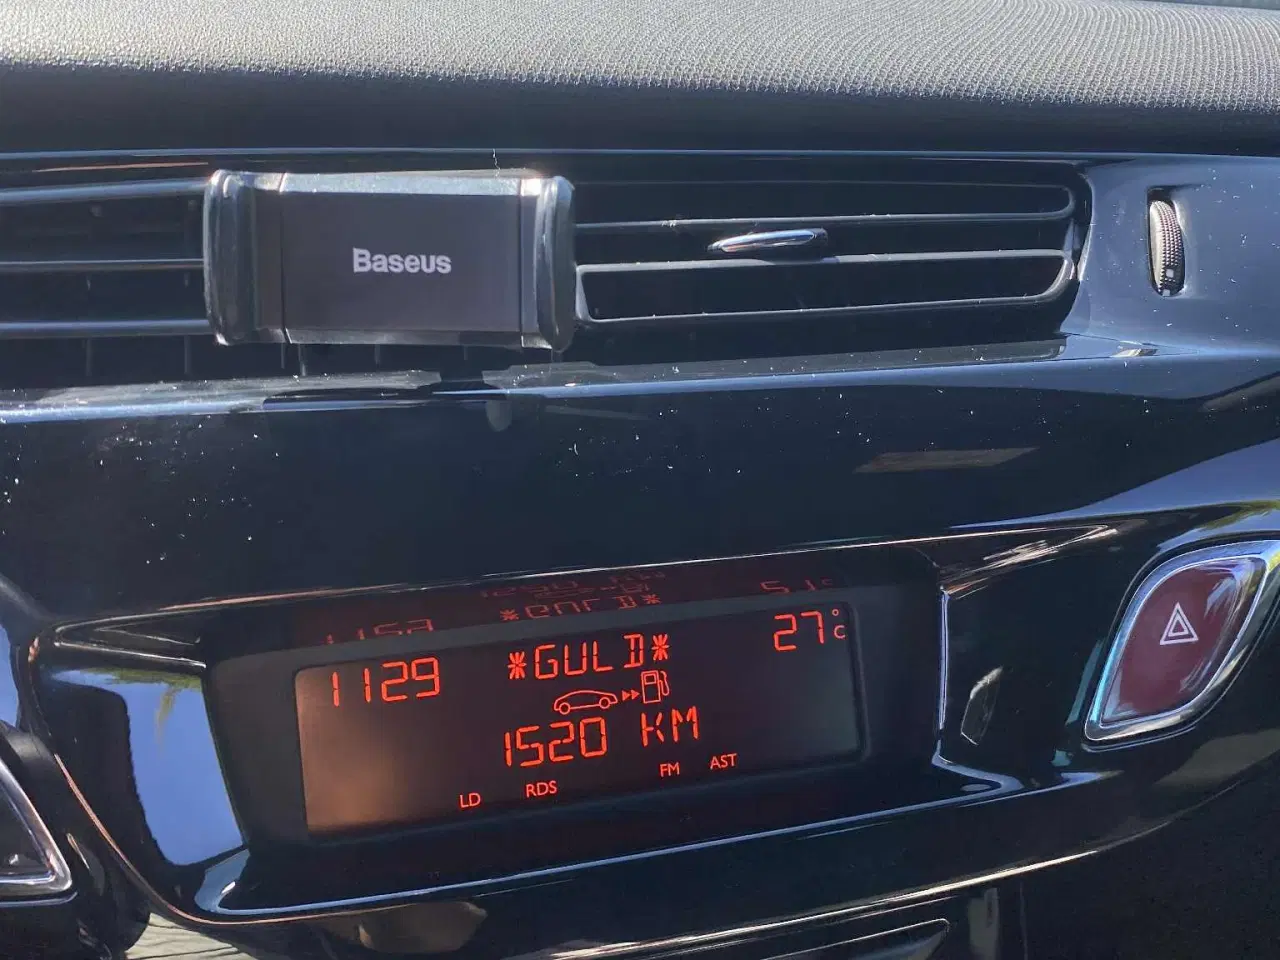 Baseus
1129 *GULD* 27°C
1520 KM
LD RDS FM AST